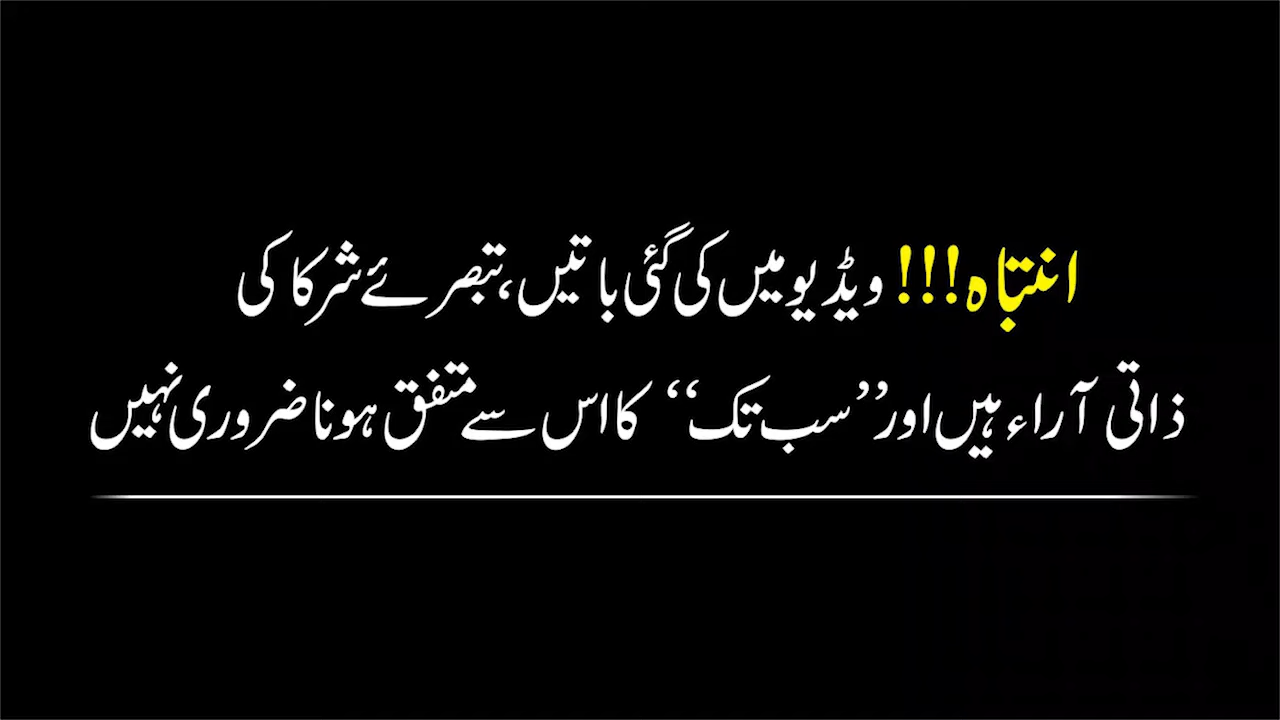 انتباہ!!! ویڈیو میں کی گئی باتیں، تبصرئے شرکا کی
ذاتی آراء ہیں اور ’’سب تک‘‘ کا اس سے متفق ہونا ضروری نہیں